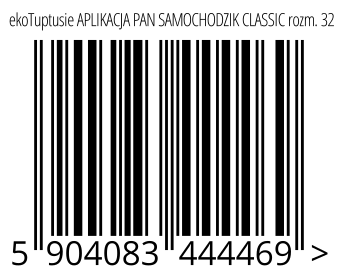 ekoTuptusie APLIKACJA PAN SAMOCHODZIK CLASSIC rozm. 32
5 904083 444469 >